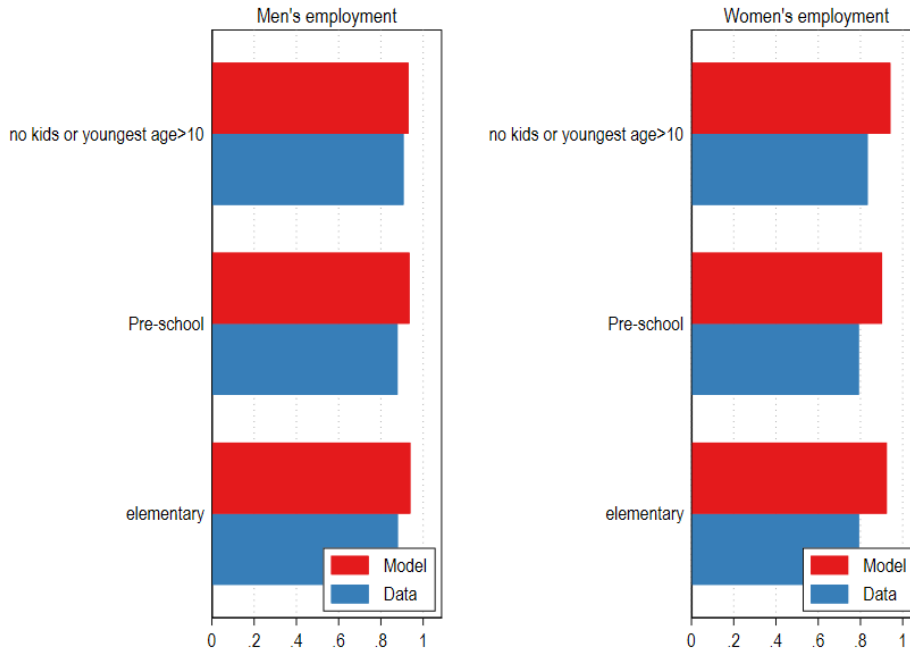 Men's employment
no kids or youngest age>10
Pre-school
elementary
Model
Data
0 .2 .4 .6 .8 1
Women's employment
no kids or youngest age>10
Pre-school
elementary
Model
Data
0 .2 .4 .6 .8 1